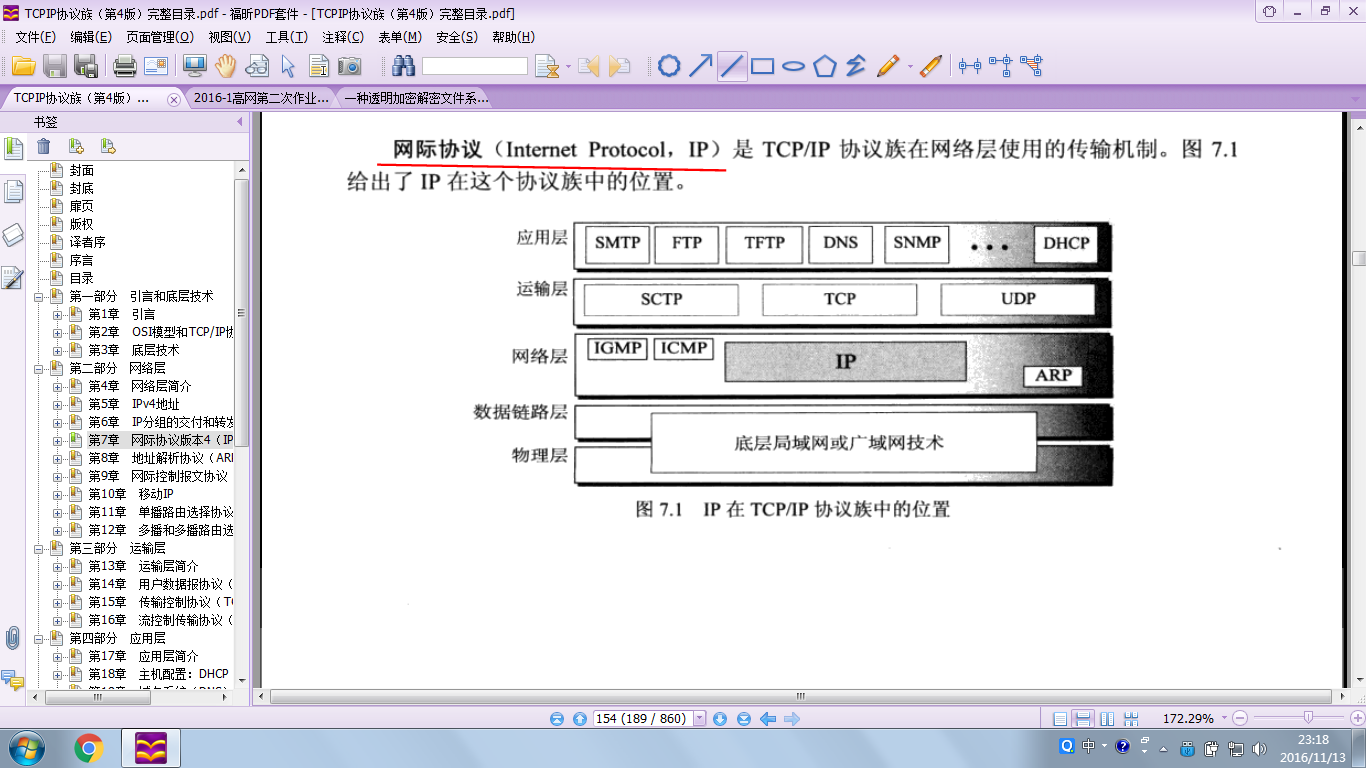 TCPIP协议族（第4版）完整目录.pdf - 福昕PDF套件 - [TCPIP协议族（第4版）完整目录.pdf]
文件(F) 编辑(E) 页面管理(O) 视图(V) 工具(T) 注释(C) 表单(M) 安全(S) 帮助(H)
TCPIP协议族（第4版）... 2016-1高网第二次作业... 一种透明加密解密文件系...
书签
封面
封底
扉页
版权
译者序
序言
目录
第一部分 引言和底层技术
第1章 引言
第2章 OSI模型和TCP/IP协
第3章 底层技术
第二部分 网络层
第4章 网络层简介
第5章 IPv4地址
第6章 IP分组的交付和转发
第7章 网际协议版本4（IP
第8章 地址解析协议（AR
第9章 网际控制报文协议
第10章 移动IP
第11章 单播路由选择协议
第12章 多播和多播路由选
第三部分 运输层
第13章 运输层简介
第14章 用户数据报协议（
第15章 传输控制协议（T
第16章 流控制传输协议（
第四部分 应用层
第17章 应用层简介
第18章 主机配置：DHCP
网际协议（Internet Protocol，IP）是 TCP/IP 协议族在网络层使用的传输机制。图 7.1
给出了 IP 在这个协议族中的位置。
应用层 SMTP FTP TFTP DNS SNMP • • • DHCP
运输层 SCTP TCP UDP
网络层 IGMP ICMP IP ARP
数据链路层
底层局域网或广域网技术
物理层
图 7.1 IP 在 TCP/IP 协议族中的位置
154 (189 / 860) 172.29%
中 23:18
2016/11/13